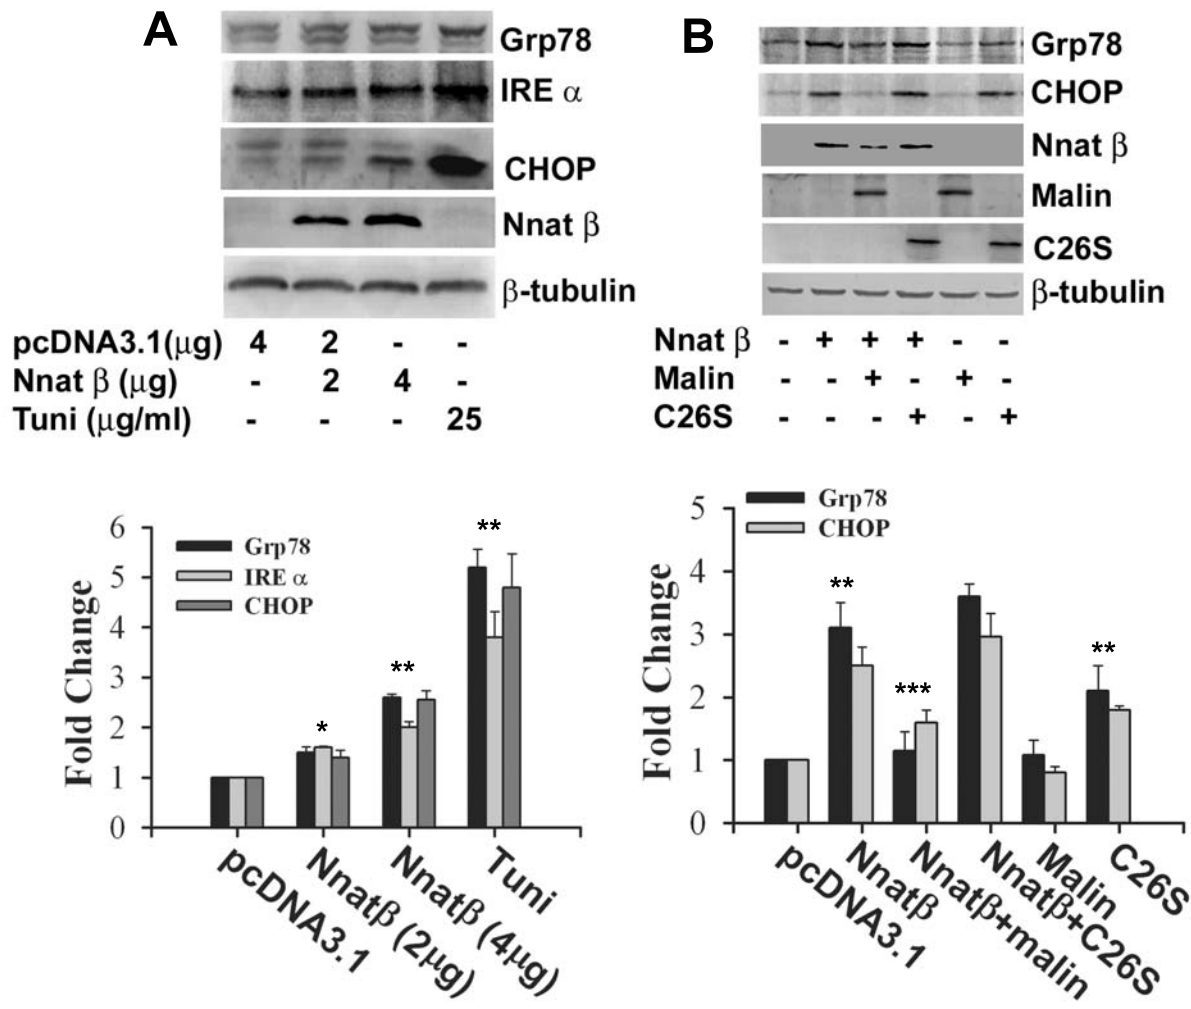 A
Grp78
IRE α
CHOP
Nnat β
β-tubulin
pcDNA3.1(μg) 4 2 - -
Nnat β (μg) - 2 4 -
Tuni (μg/ml) - - - 25
B
Grp78
CHOP
Nnat β
Malin
C26S
β-tubulin
Nnat β - + + + - -
Malin - - + - + -
C26S - - - + - +
6
5
4
3
2
1
0
Fold Change
Grp78
IRE α
CHOP
*
**
**
pcDNA3.1
Nnatβ (2μg)
Nnatβ (4μg)
Tuni
5
4
3
2
1
0
Fold Change
Grp78
CHOP
**
***
**
pcDNA3.1
Nnatβ
Nnatβ+malin
Nnatβ+C26S
Malin
C26S